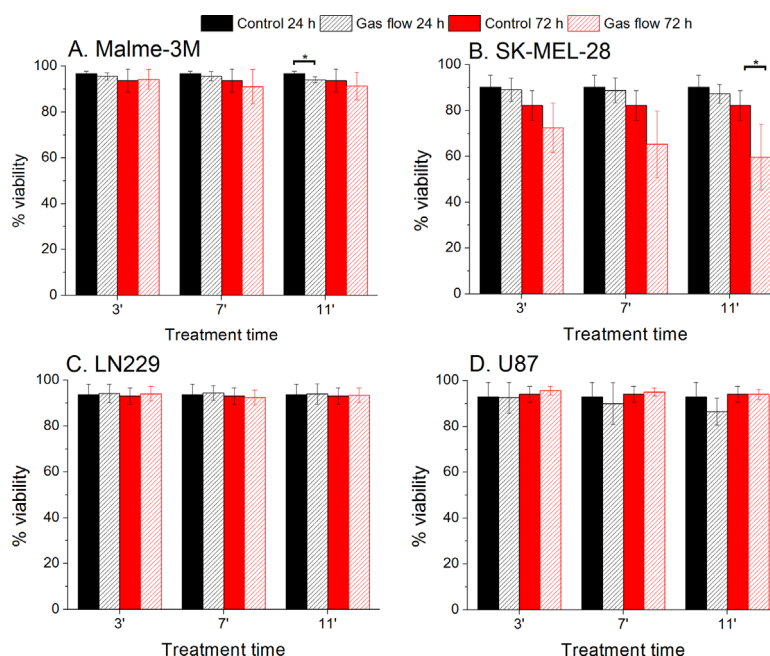 Control 24 h Gas flow 24 h Control 72 h Gas flow 72 h
A. Malme-3M
*
100
80
60
40
20
0
% viability
3' 7' 11'
Treatment time
B. SK-MEL-28
*
100
80
60
40
20
0
% viability
3' 7' 11'
Treatment time
C. LN229
100
80
60
40
20
0
% viability
3' 7' 11'
Treatment time
D. U87
100
80
60
40
20
0
% viability
3' 7' 11'
Treatment time